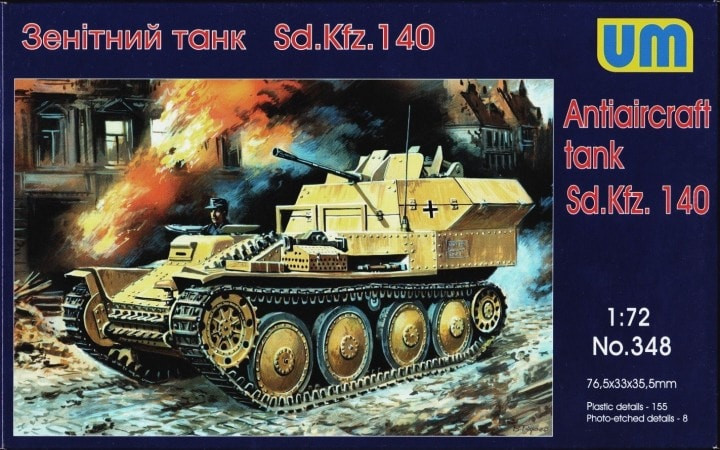 Зенітний танк Sd.Kfz.140
um
Antiaircraft
tank
Sd.Kfz. 140
1:72
No.348
76,5x33x35,5mm
Plastic details - 155
Photo-etched details - 8